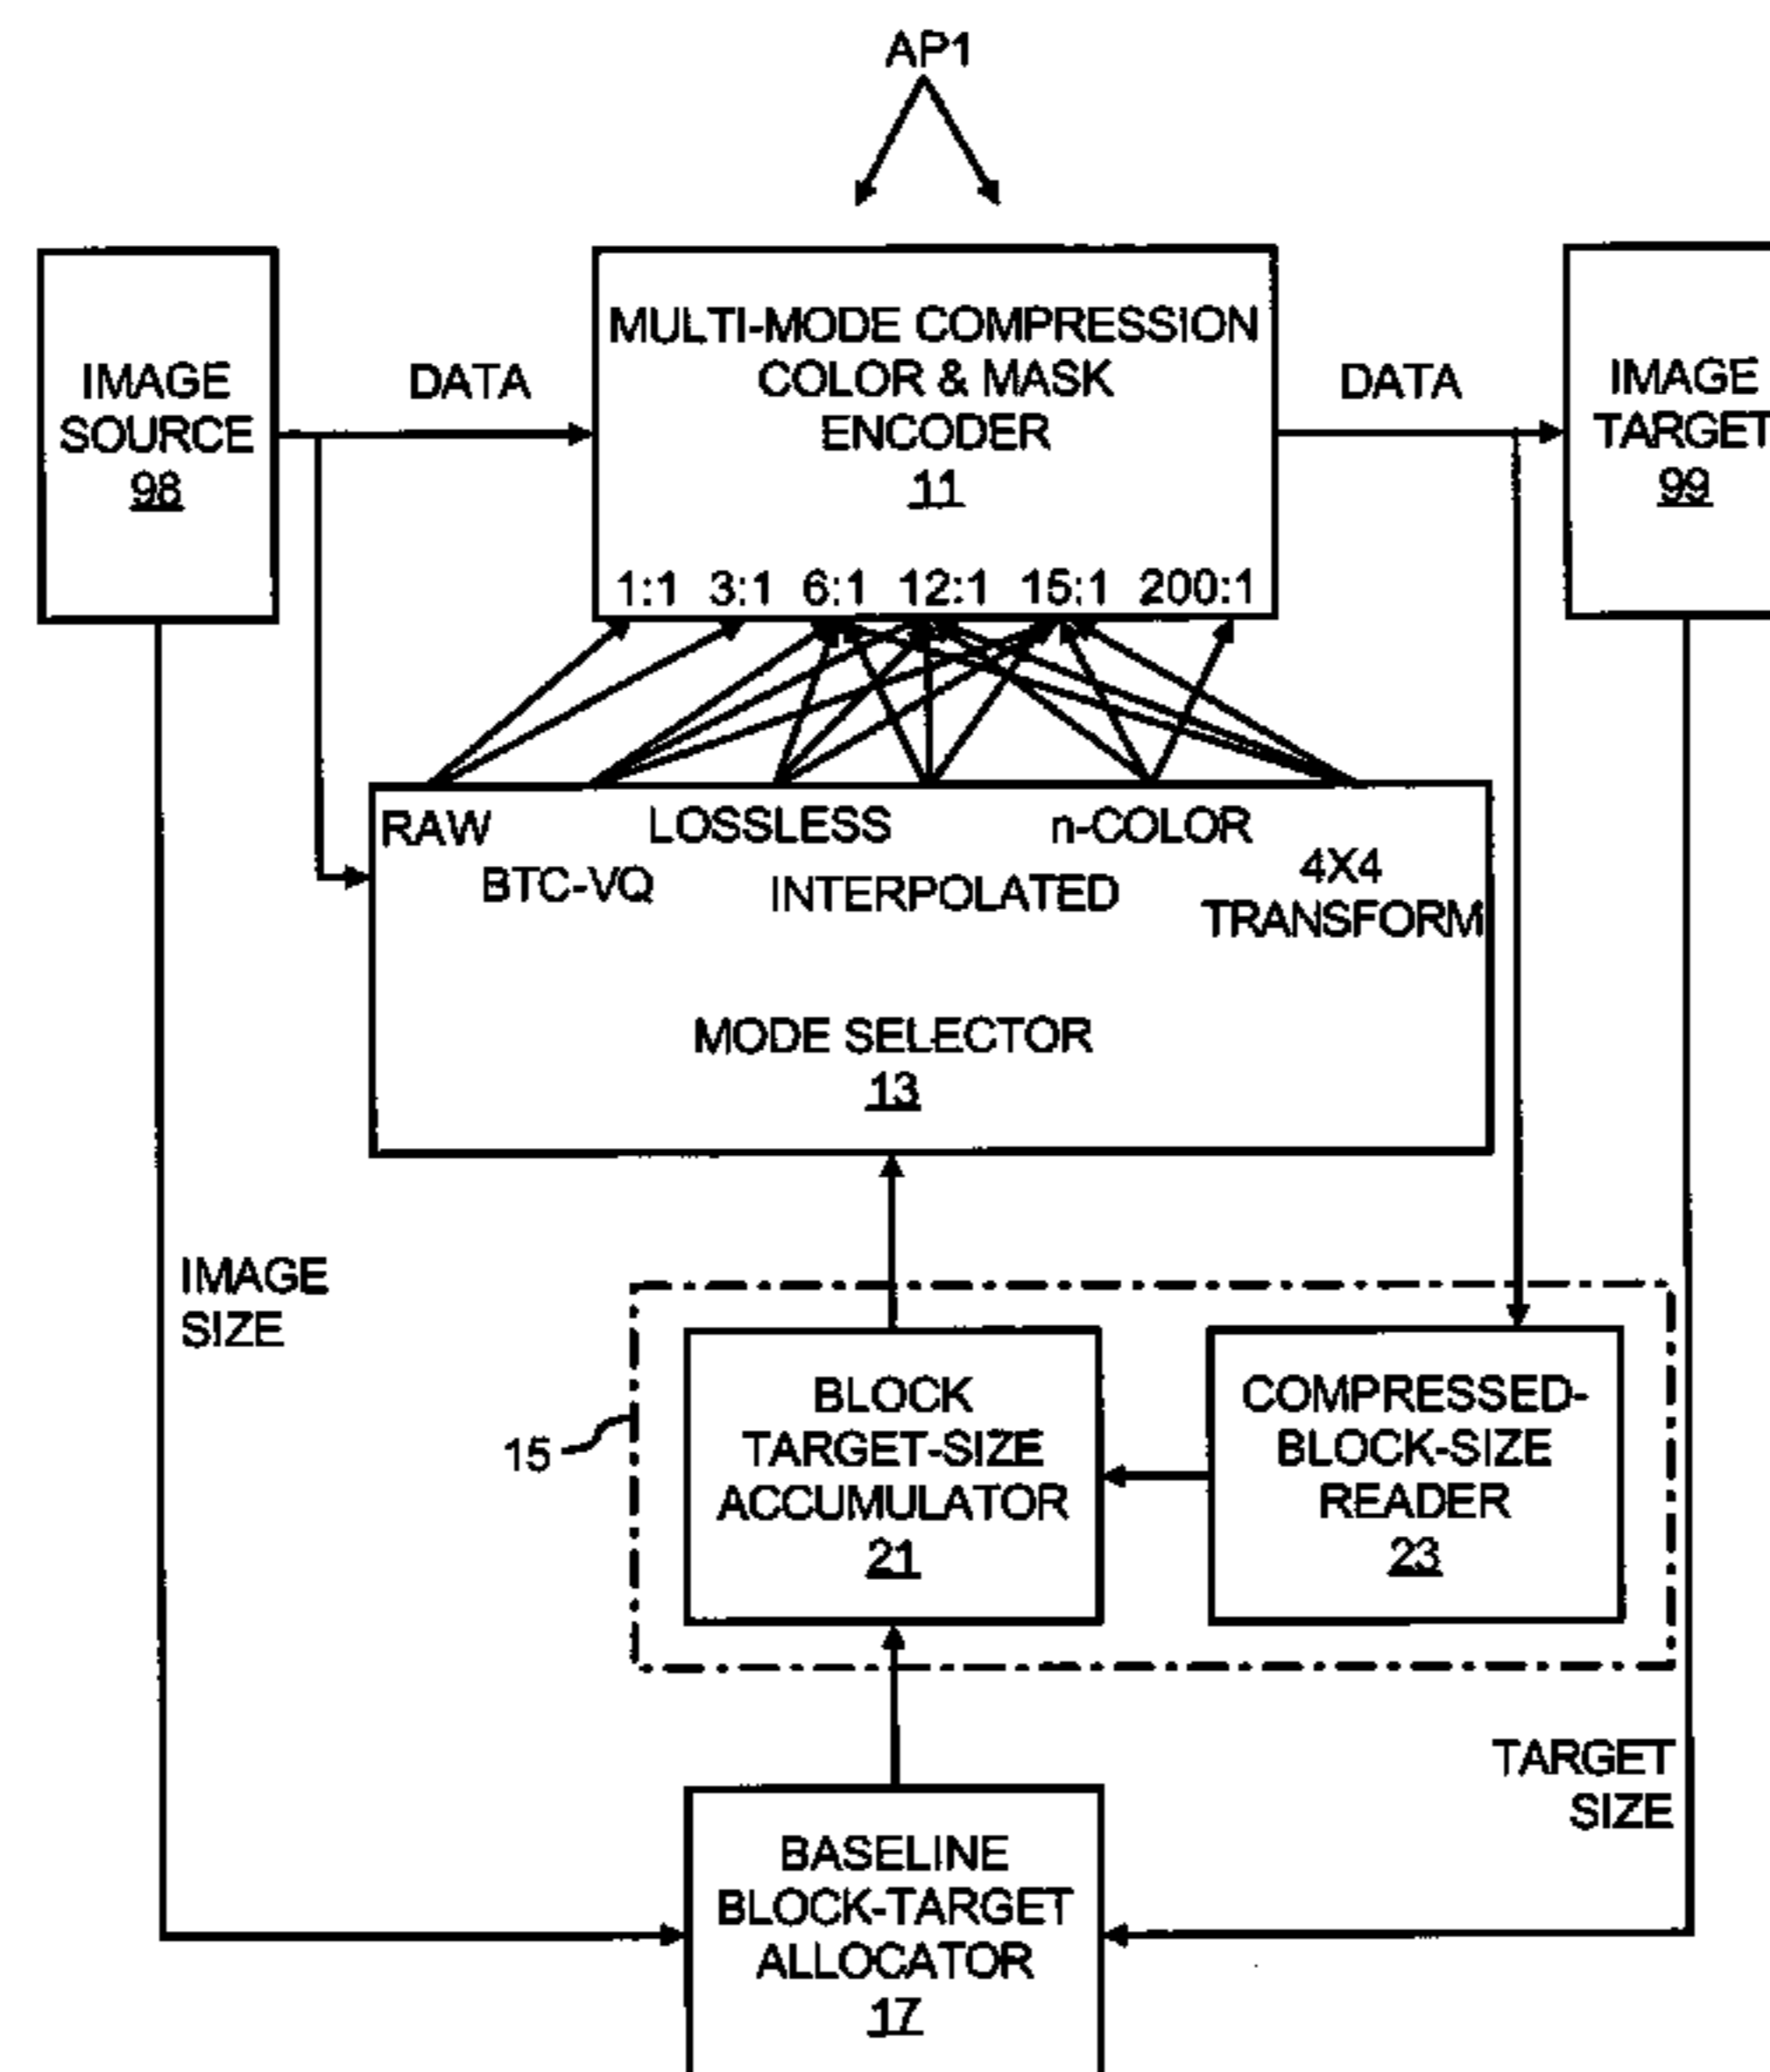 AP1
IMAGE
SOURCE
98
DATA
MULTI-MODE COMPRESSION
COLOR & MASK
ENCODER
11
1:1 3:1 6:1 12:1 15:1 200:1
DATA
IMAGE
TARGET
99
RAW
BTC-VQ
LOSSLESS
INTERPOLATED
n-COLOR
4X4
TRANSFORM
MODE SELECTOR
13
IMAGE
SIZE
15
BLOCK
TARGET-SIZE
ACCUMULATOR
21
COMPRESSED-
BLOCK-SIZE
READER
23
TARGET
SIZE
BASELINE
BLOCK-TARGET
ALLOCATOR
17